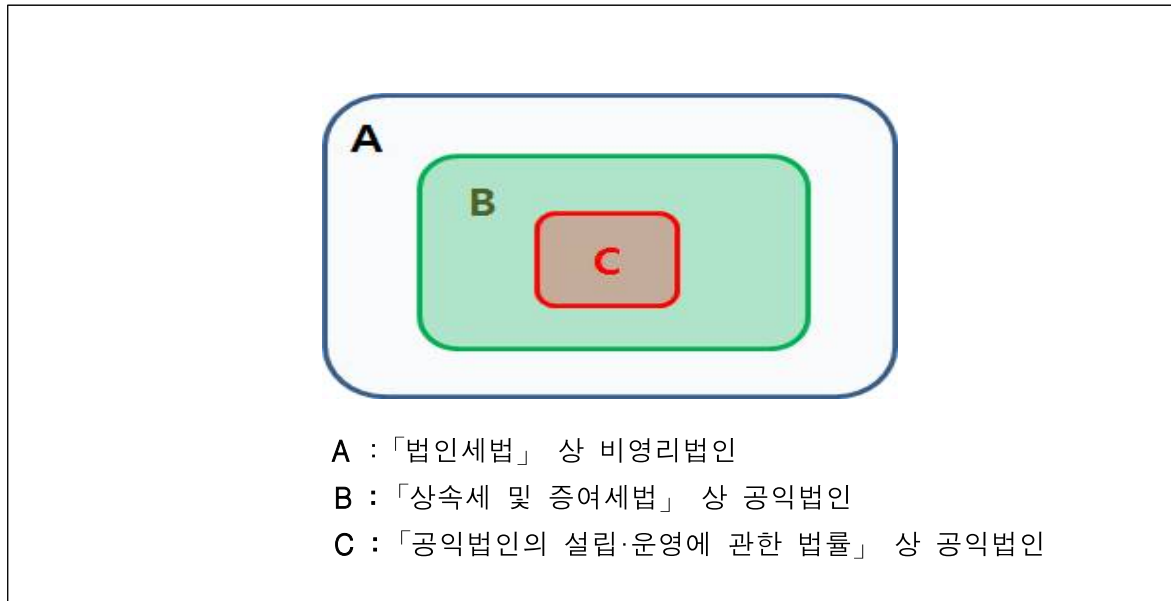 A
B
C
A :「법인세법」 상 비영리법인
B :「상속세 및 증여세법」 상 공익법인
C :「공익법인의 설립·운영에 관한 법률」 상 공익법인